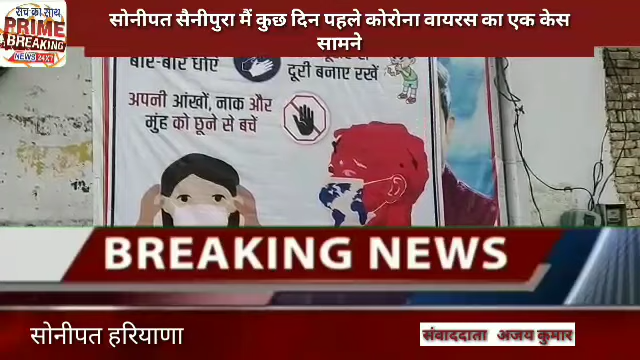 सच का साथ
PRIME
BREAKING
NEWS 24X7
सोनीपत सैनीपुरा मैं कुछ दिन पहले कोरोना वायरस का एक केस
सामने
बार-बार धोएं
दूरी बनाए रखें
अपनी आंखों, नाक और
मुंह को छूने से बचें
BREAKING NEWS
सोनीपत हरियाणा
संवाददाता अजय कुमार